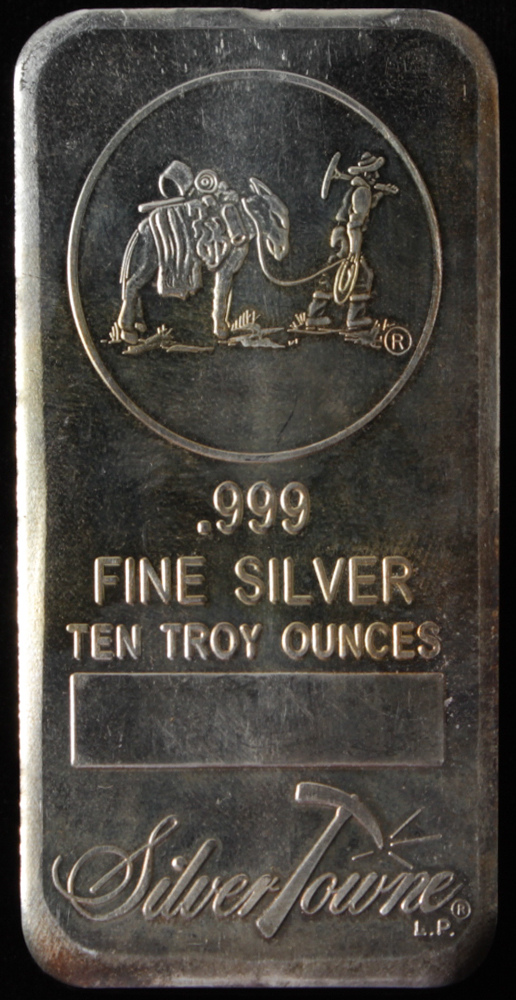 ®
.999
FINE SILVER
TEN TROY OUNCES
SilverTowne®
L.P.